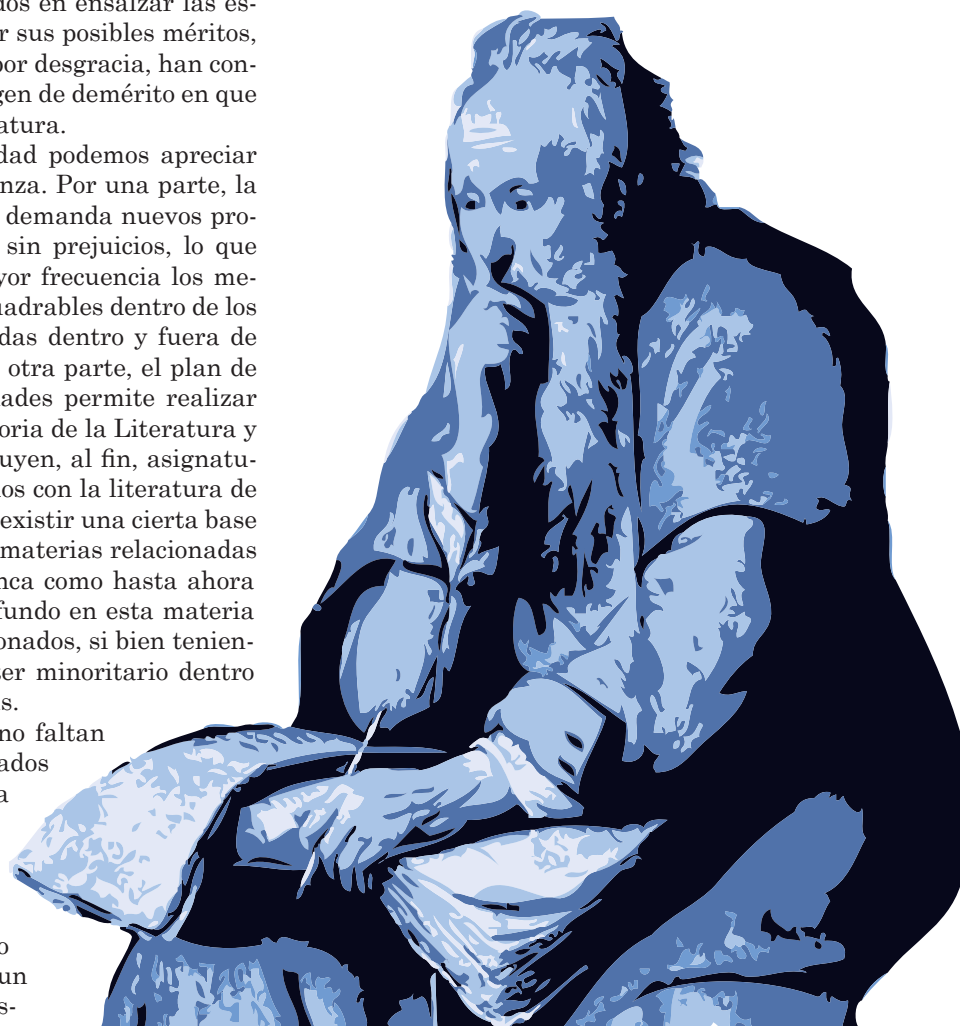 dos en ensalzar las es-
r sus posibles méritos,
por desgracia, han con-
gen de demérito en que
atura.
dad podemos apreciar
nza. Por una parte, la
demanda nuevos pro-
sin prejuicios, lo que
yor frecuencia los me-
uadrables dentro de los
das dentro y fuera de
otra parte, el plan de
ades permite realizar
oria de la Literatura y
uyen, al fin, asignatu-
os con la literatura de
existir una cierta base
materias relacionadas
nca como hasta ahora
fundo en esta materia
onados, si bien tenien-
er minoritario dentro
s.
no faltan
ados
a
o
un
s-